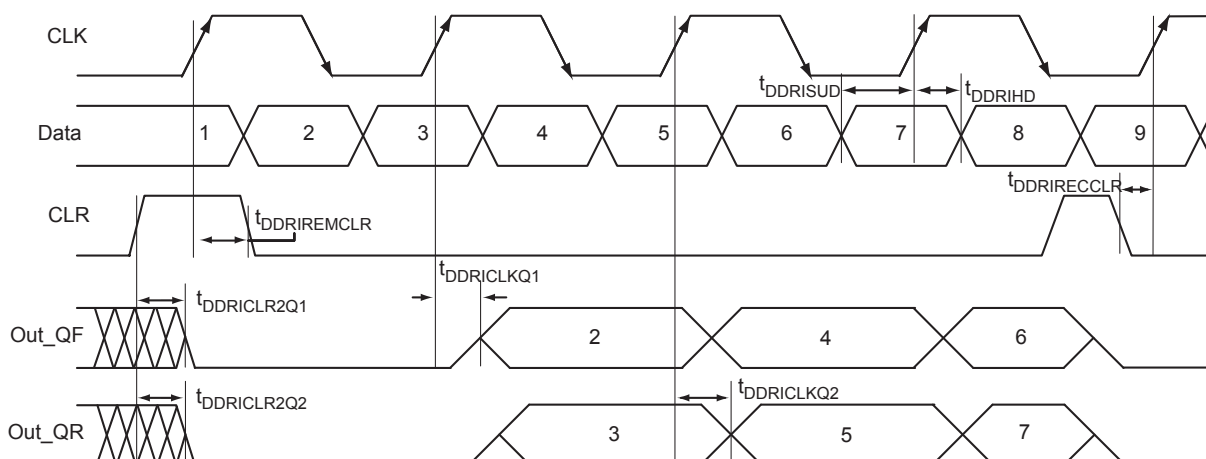 CLK
tDDRISUD
tDDRIHD
Data 1 2 3 4 5 6 7 8 9
tDDRIRECCLR
CLR
tDDRIREMCLR
tDDRICLKQ1
tDDRICLR2Q1
Out_QF 2 4 6
tDDRICLR2Q2
tDDRICLKQ2
Out_QR 3 5 7